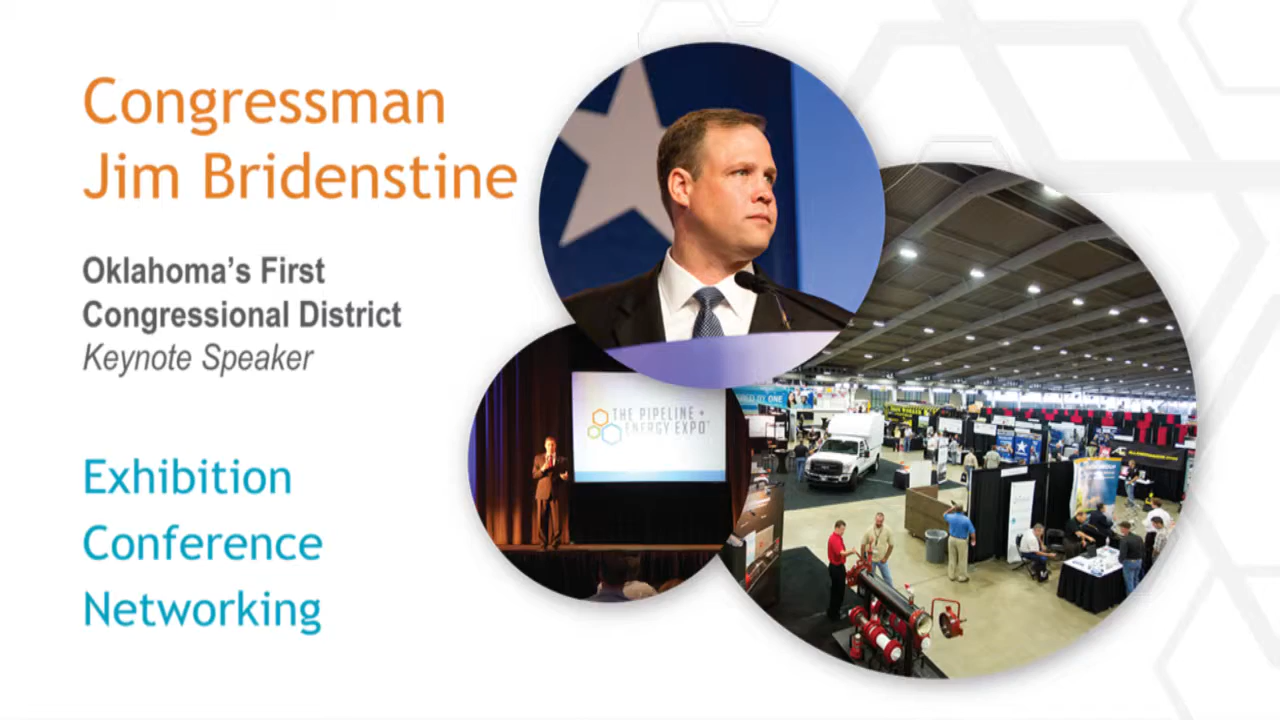 Congressman
Jim Bridenstine
Oklahoma's First
Congressional District
Keynote Speaker
Exhibition
Conference
Networking
THE PIPELINE +
ENERGY EXPO